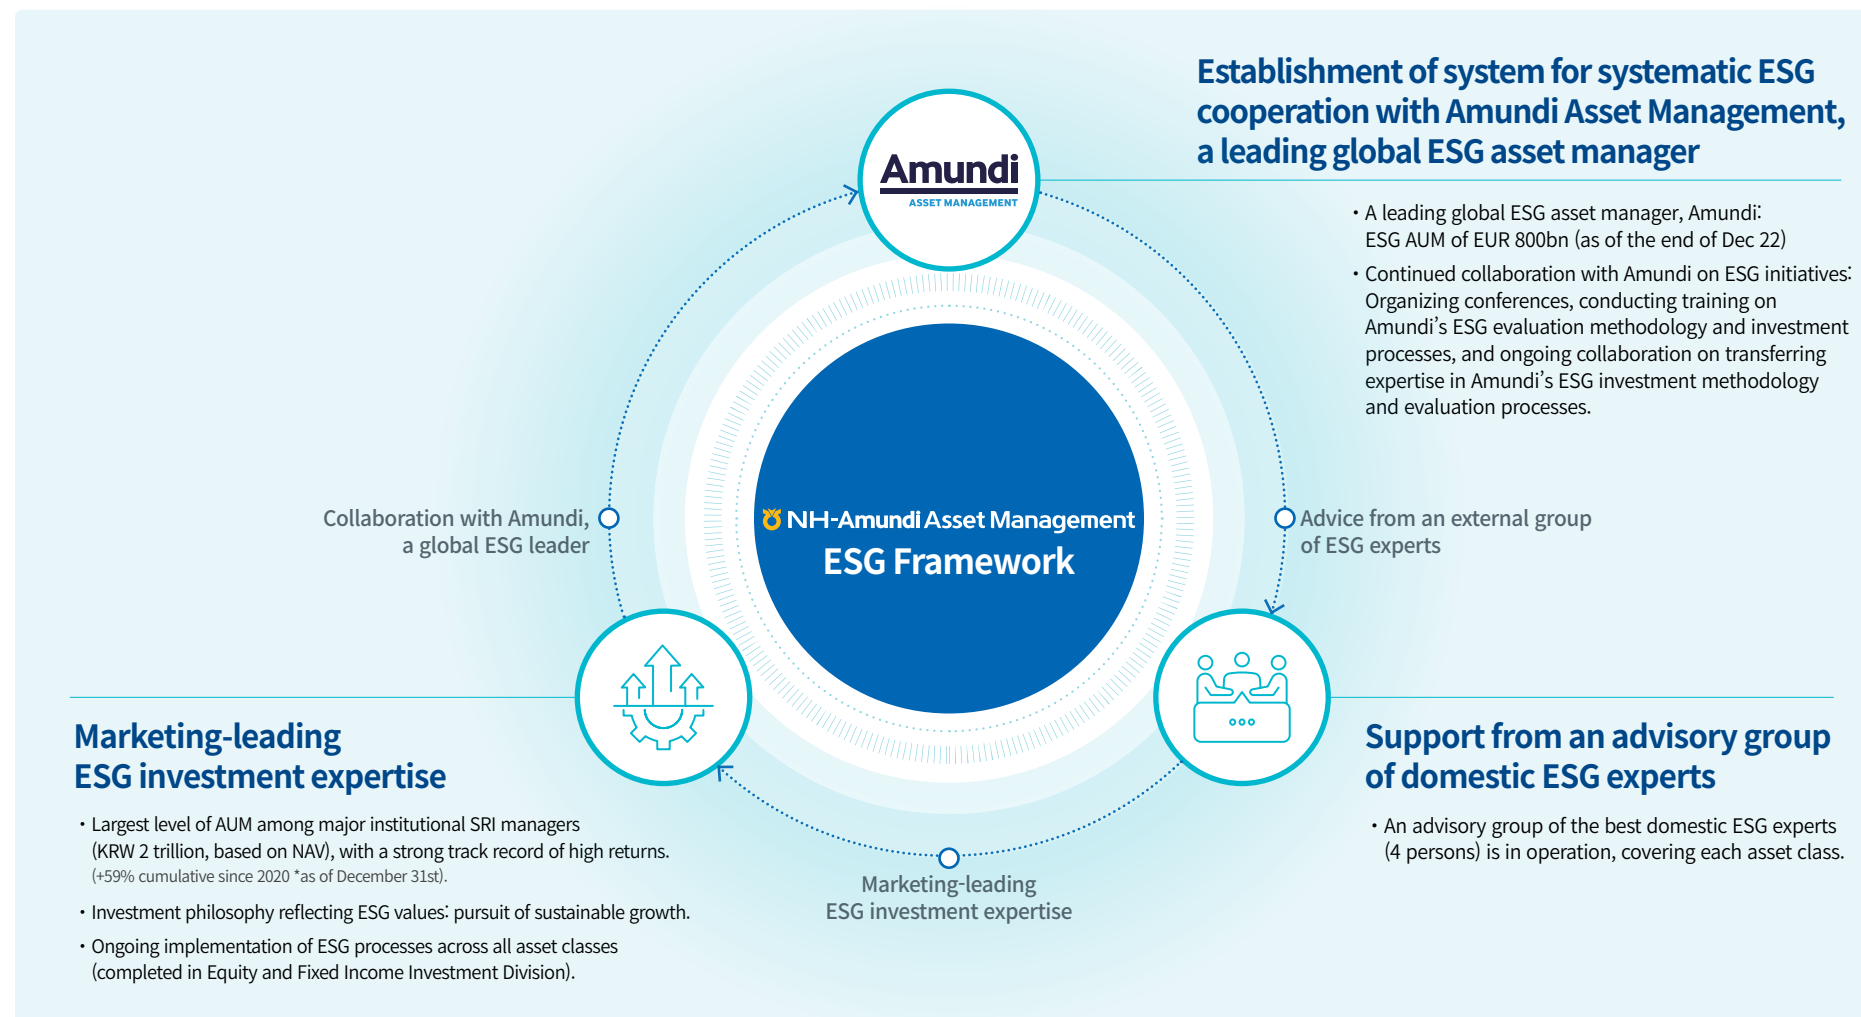 Establishment of system for systematic ESG
cooperation with Amundi Asset Management,
a leading global ESG asset manager
Amundi
ASSET MANAGEMENT
• A leading global ESG asset manager, Amundi:
ESG AUM of EUR 800bn (as of the end of Dec 22)
• Continued collaboration with Amundi on ESG initiatives:
Organizing conferences, conducting training on
Amundi's ESG evaluation methodology and investment
processes, and ongoing collaboration on transferring
expertise in Amundi's ESG investment methodology
and evaluation processes.
Collaboration with Amundi,
a global ESG leader
NH-Amundi Asset Management
ESG Framework
Advice from an external group
of ESG experts
Marketing-leading
ESG investment expertise
• Largest level of AUM among major institutional SRI managers
(KRW 2 trillion, based on NAV), with a strong track record of high returns.
(+59% cumulative since 2020 *as of December 31st).
• Investment philosophy reflecting ESG values: pursuit of sustainable growth.
• Ongoing implementation of ESG processes across all asset classes
(completed in Equity and Fixed Income Investment Division).
Marketing-leading
ESG investment expertise
Support from an advisory group
of domestic ESG experts
• An advisory group of the best domestic ESG experts
(4 persons) is in operation, covering each asset class.